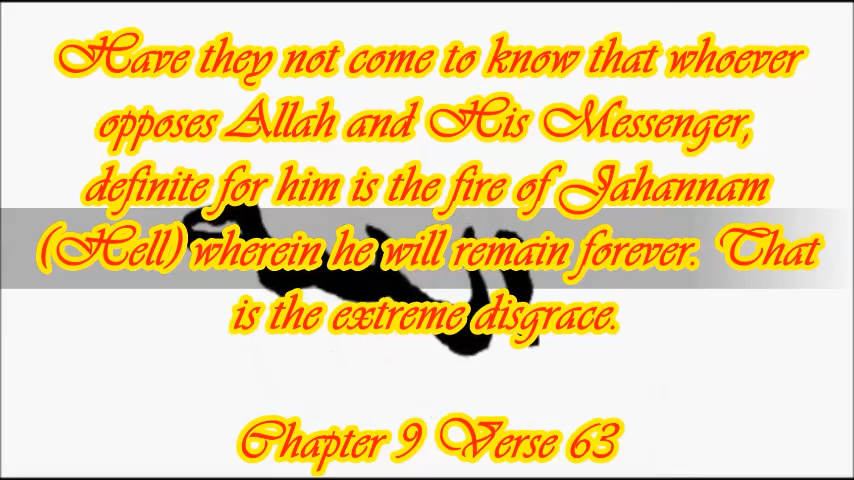 Have they not come to know that whoever
opposes Allah and His Messenger,
definite for him is the fire of Jahannam
(Hell) wherein he will remain forever. That
is the extreme disgrace.
Chapter 9 Verse 63